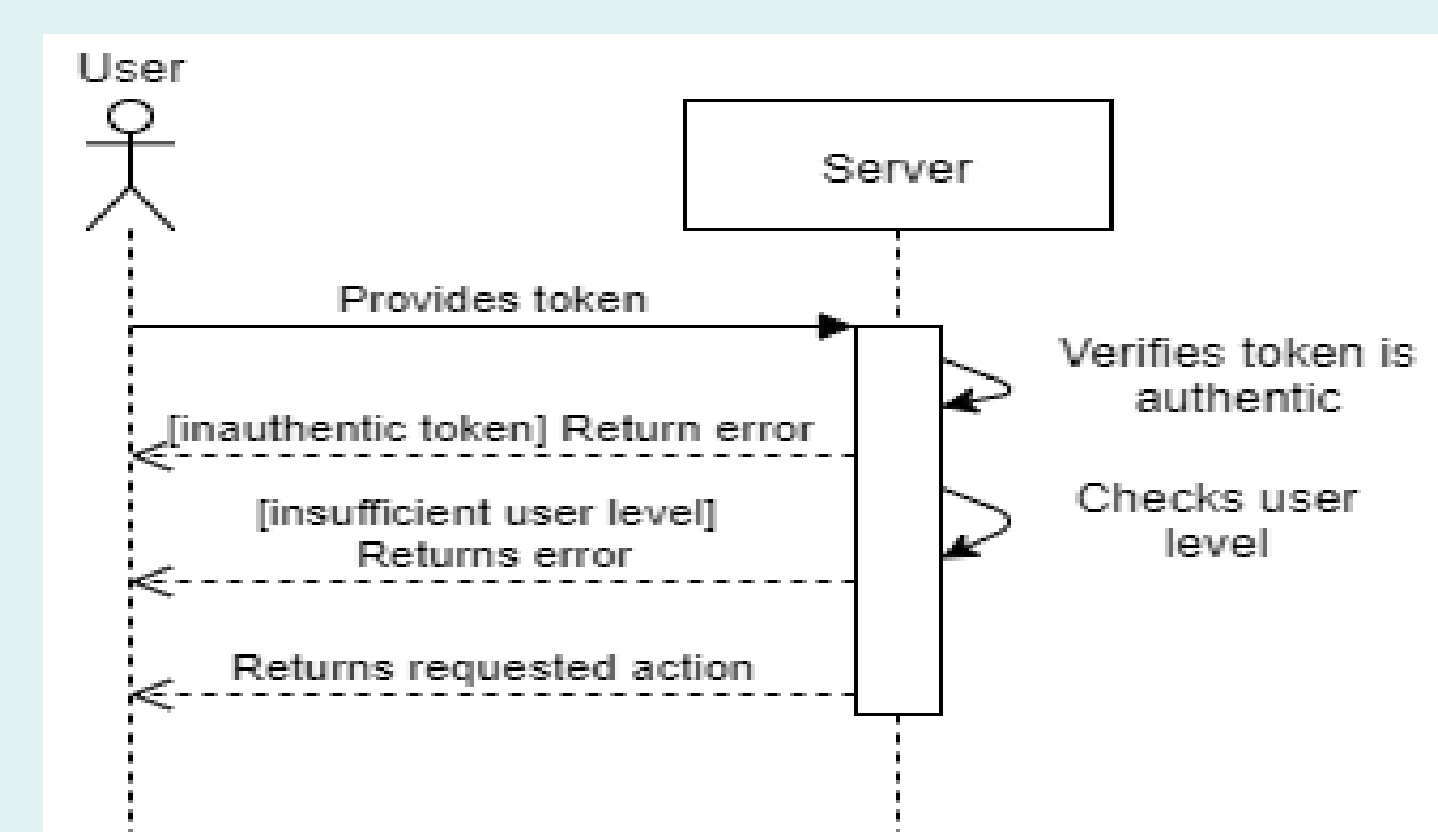 User
Server
Provides token
Verifies token is
authentic
[inauthentic token] Return error
Checks user
level
[insufficient user level]
Returns error
Returns requested action